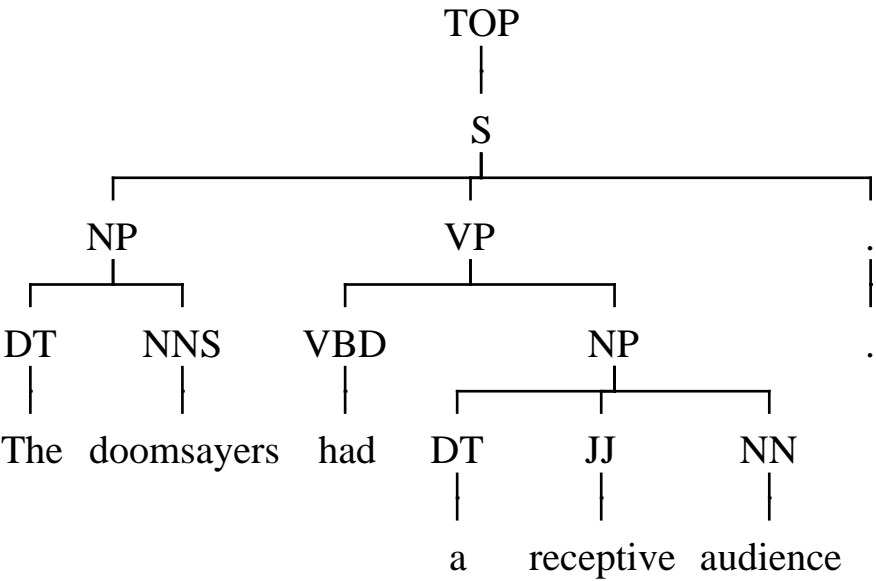 TOP
S
NP VP .
DT NNS VBD NP .
The doomsayers had DT JJ NN
a receptive audience